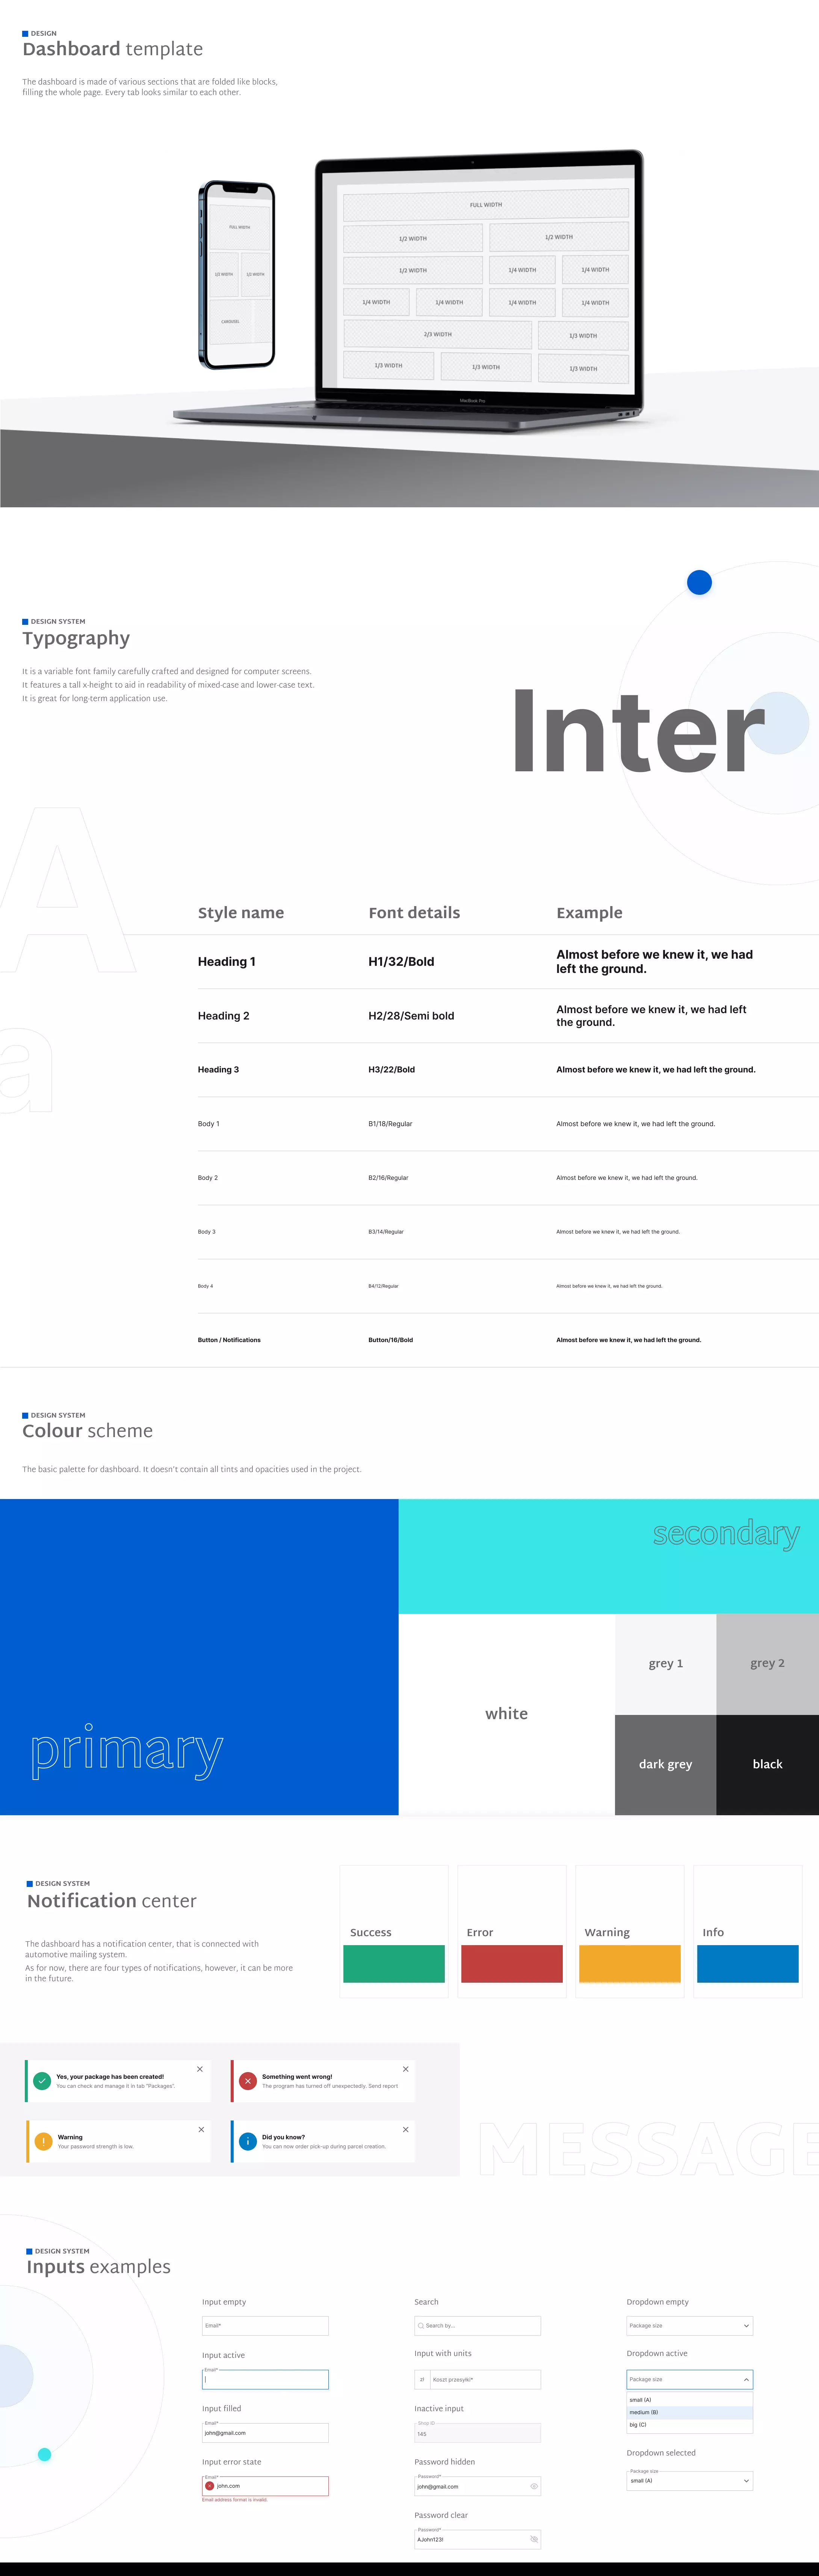 DESIGN
Dashboard template
The dashboard is made of various sections that are folded like blocks,
filling the whole page. Every tab looks similar to each other.
FULL WIDTH
1/2 WIDTH 1/2 WIDTH
CAROUSEL
FULL WIDTH
1/2 WIDTH 1/2 WIDTH
1/2 WIDTH 1/4 WIDTH 1/4 WIDTH
1/4 WIDTH 1/4 WIDTH 1/4 WIDTH 1/4 WIDTH
2/3 WIDTH 1/3 WIDTH
1/3 WIDTH 1/3 WIDTH 1/3 WIDTH
MacBook Pro
DESIGN SYSTEM
Typography
It is a variable font family carefully crafted and designed for computer screens.
It features a tall x-height to aid in readability of mixed-case and lower-case text.
It is great for long-term application use.
Inter
A
a
Style name Font details Example
Heading 1 H1/32/Bold Almost before we knew it, we had
left the ground.
Heading 2 H2/28/Semi bold Almost before we knew it, we had left
the ground.
Heading 3 H3/22/Bold Almost before we knew it, we had left the ground.
Body 1 B1/18/Regular Almost before we knew it, we had left the ground.
Body 2 B2/16/Regular Almost before we knew it, we had left the ground.
Body 3 B3/14/Regular Almost before we knew it, we had left the ground.
Body 4 B4/12/Regular Almost before we knew it, we had left the ground.
Button / Notifications Button/16/Bold Almost before we knew it, we had left the ground.
DESIGN SYSTEM
Colour scheme
The basic palette for dashboard. It doesn't contain all tints and opacities used in the project.
secondary
primary
white
grey 1 grey 2
dark grey black
DESIGN SYSTEM
Notification center
The dashboard has a notification center, that is connected with
automotive mailing system.
As for now, there are four types of notifications, however, it can be more
in the future.
Success Error Warning Info
Yes, your package has been created!
You can check and manage it in tab "Packages".
Something went wrong!
The program has turned off unexpectedly. Send report
Warning
Your password strength is low.
Did you know?
You can now order pick-up during parcel creation.
MESSAGE
DESIGN SYSTEM
Inputs examples
Input empty
Email*
Input active
Email*
Input filled
Email*
john@gmail.com
Input error state
Email*
john.com
Email address format is invalid.
Search
Search by...
Input with units
zł Koszt przesyłki*
Inactive input
Shop ID
145
Password hidden
Password*
john@gmail.com
Password clear
Password*
AJohn123!
Dropdown empty
Package size
Dropdown active
Package size
small (A)
medium (B)
big (C)
Dropdown selected
Package size
small (A)